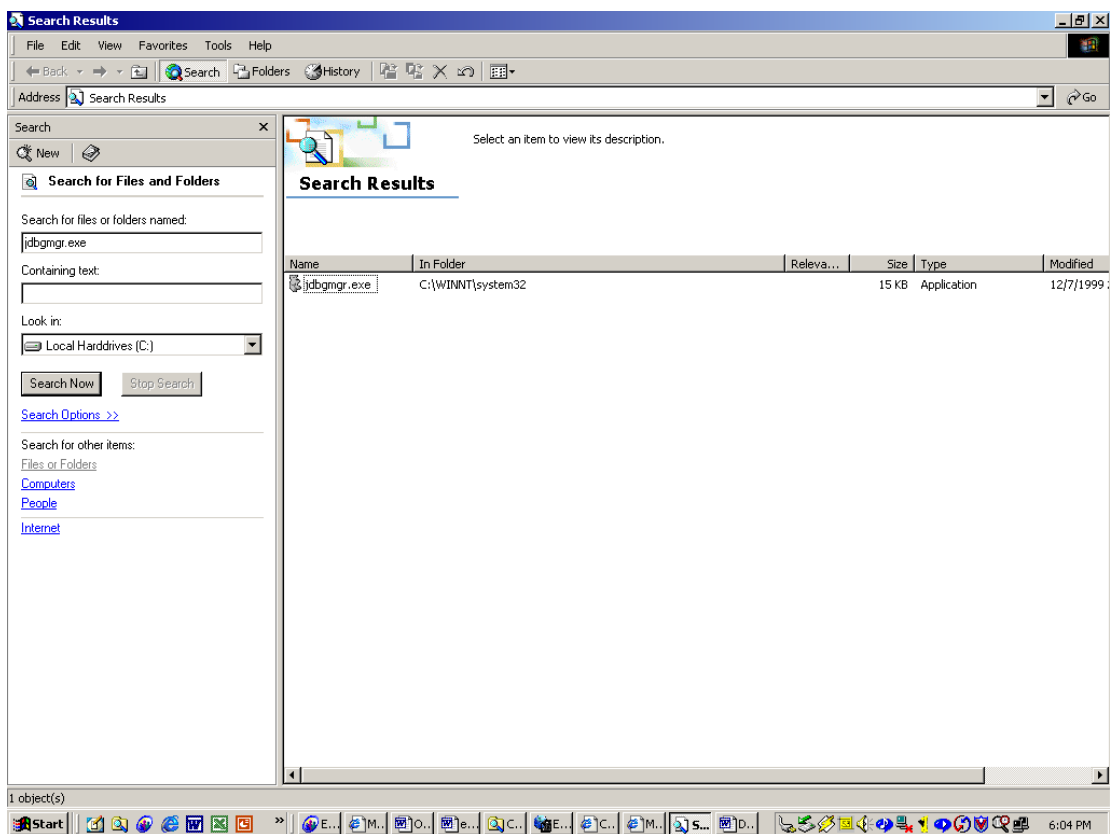 Search Results
File Edit View Favorites Tools Help
Back Search Folders History
Address Search Results Go
Search
New
Search for Files and Folders
Search for files or folders named:
jdbgmgr.exe
Containing text:
Look in:
Local Harddrives (C:)
Search Now Stop Search
Search Options >>
Search for other items:
Files or Folders
Computers
People
Internet
Select an item to view its description.
Search Results
Name In Folder Releva... Size Type Modified
jdbgmgr.exe C:\WINNT\system32 15 KB Application 12/7/1999
1 object(s)
Start » E... M... O... e... C... E... C... M... S... D... 6:04 PM